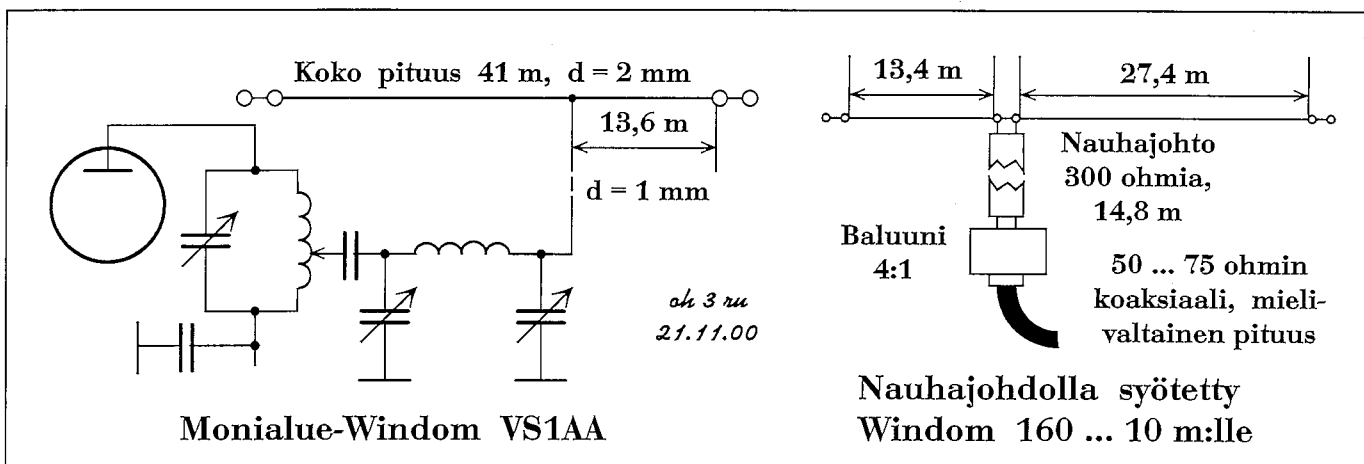 Koko pituus 41 m, d = 2 mm
13,6 m
d = 1 mm
oh 3 ru
21.11.00
Monialue-Windom VS1AA
13,4 m
27,4 m
Nauhajohto
300 ohmia,
14,8 m
Baluuni
4:1
50 ... 75 ohmin
koaksiaali, mieli-
valtainen pituus
Nauhajohdolla syötetty
Windom 160 ... 10 m:lle